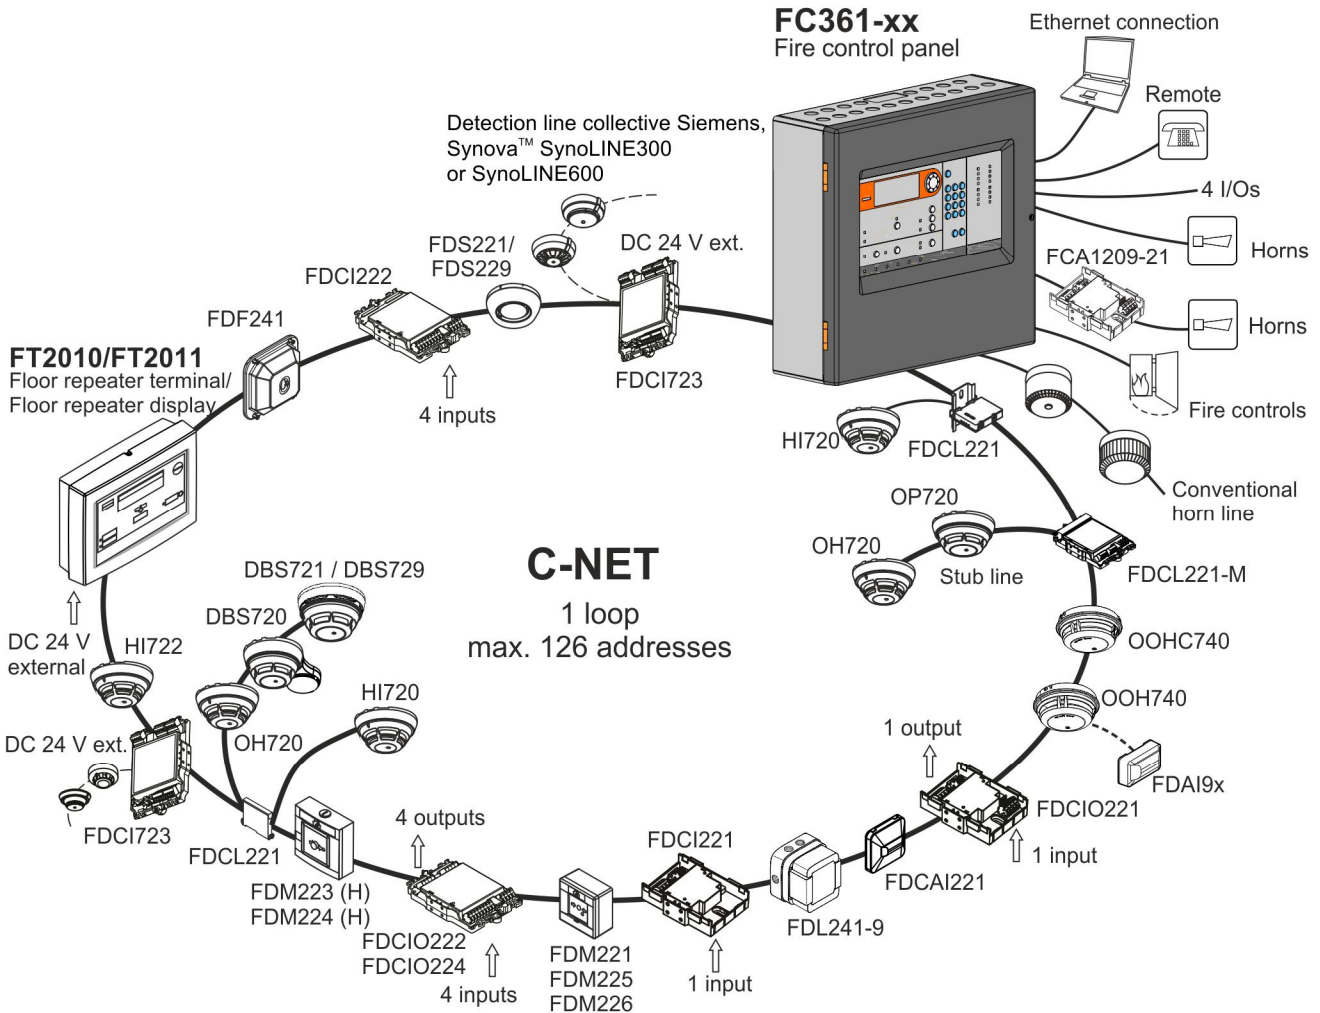 FC361-xx
Fire control panel
Ethernet connection
Remote
4 I/Os
Horns
FCA1209-21
Horns
Fire controls
Conventional
horn line
Detection line collective Siemens,
Synova™ SynoLINE300
or SynoLINE600
DC 24 V ext.
FDS221/
FDS229
FDCI222
FDF241
FDCI723
4 inputs
FT2010/FT2011
Floor repeater terminal/
Floor repeater display
HI720
FDCL221
OP720
OH720
Stub line
FDCL221-M
C-NET
1 loop
max. 126 addresses
DBS721 / DBS729
DBS720
DC 24 V
external
HI722
HI720
OH720
DC 24 V ext.
FDCI723
FDCL221
OOHC740
OOH740
1 output
FDAI9x
FDCIO221
1 input
4 outputs
FDCI221
FDCAI221
FDL241-9
FDM223 (H)
FDM224 (H)
FDCIO222
FDCIO224
4 inputs
FDM221
FDM225
FDM226
1 input